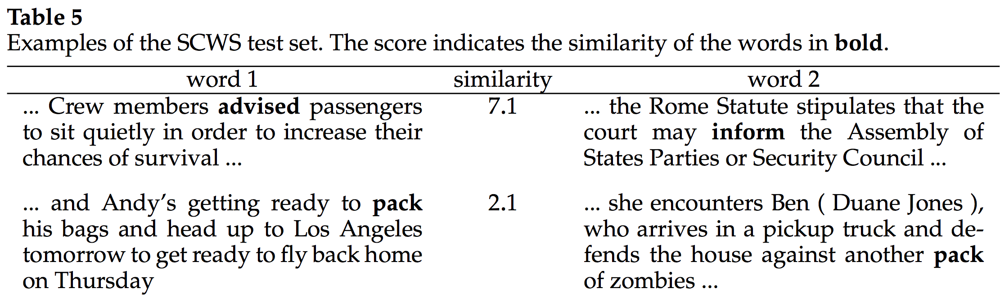 Table 5
Examples of the SCWS test set. The score indicates the similarity of the words in bold.
word 1 similarity word 2
... Crew members advised passengers
to sit quietly in order to increase their
chances of survival ...
7.1
... the Rome Statute stipulates that the
court may inform the Assembly of
States Parties or Security Council ...
... and Andy's getting ready to pack
his bags and head up to Los Angeles
tomorrow to get ready to fly back home
on Thursday
2.1
... she encounters Ben ( Duane Jones ),
who arrives in a pickup truck and de-
fends the house against another pack
of zombies ...